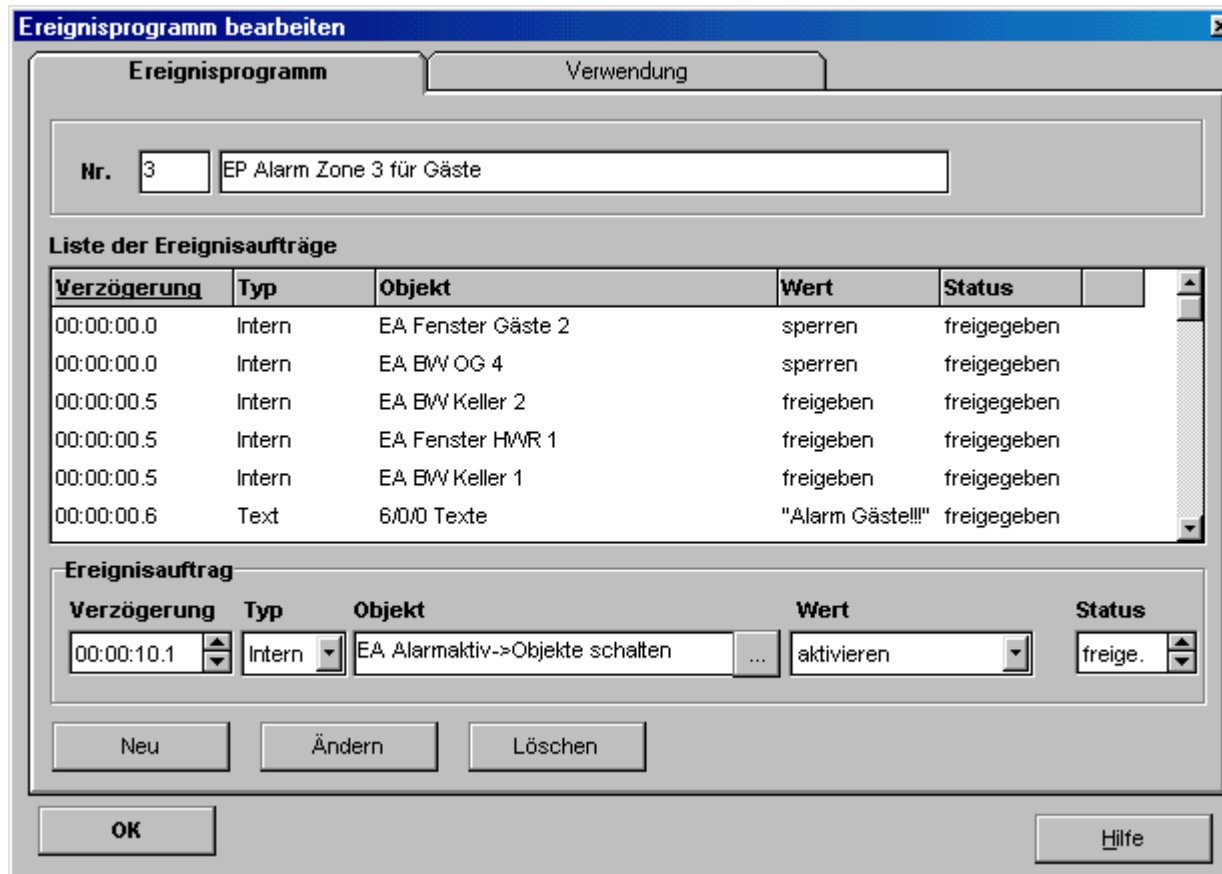 Ereignisprogramm bearbeiten
Ereignisprogramm Verwendung
Nr. 3 EP Alarm Zone 3 für Gäste
Liste der Ereignisaufträge
Verzögerung Typ Objekt Wert Status
00:00:00.0 Intern EA Fenster Gäste 2 sperren freigegeben
00:00:00.0 Intern EA BW OG 4 sperren freigegeben
00:00:00.5 Intern EA BW Keller 2 freigeben freigegeben
00:00:00.5 Intern EA Fenster HWR 1 freigeben freigegeben
00:00:00.5 Intern EA BW Keller 1 freigeben freigegeben
00:00:00.6 Text 6/0/0 Texte "Alarm Gäste!!!" freigegeben
Ereignisauftrag
Verzögerung Typ Objekt Wert Status
00:00:10.1 Intern EA Alarmaktiv->Objekte schalten ... aktivieren freige.
Neu Ändern Löschen
OK Hilfe